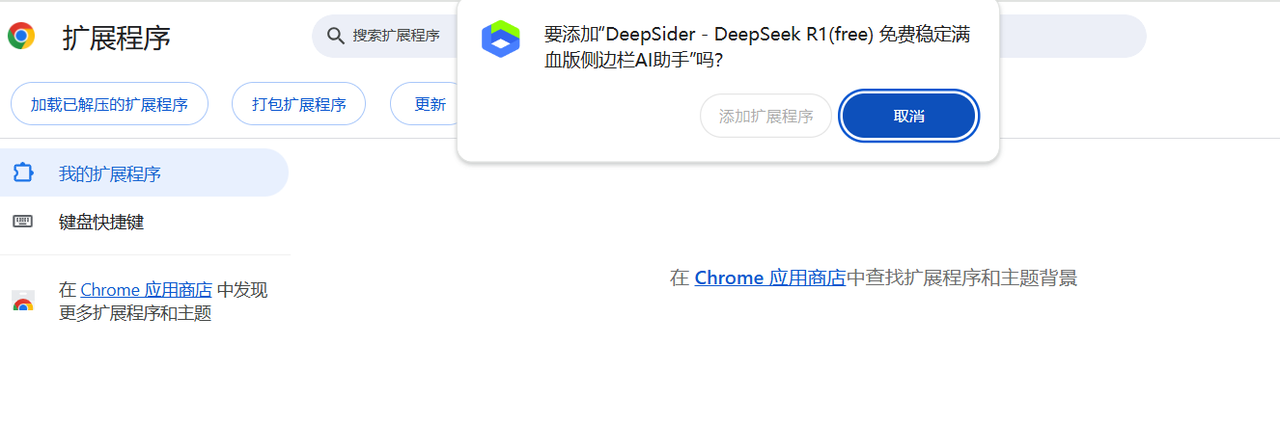 扩展程序
搜索扩展程序
要添加“DeepSider - DeepSeek R1(free) 免费稳定满
血版侧边栏AI助手”吗?
添加扩展程序
取消
加载已解压的扩展程序
打包扩展程序
更新
我的扩展程序
键盘快捷键
在 Chrome 应用商店 中发现
更多扩展程序和主题
在 Chrome 应用商店中查找扩展程序和主题背景